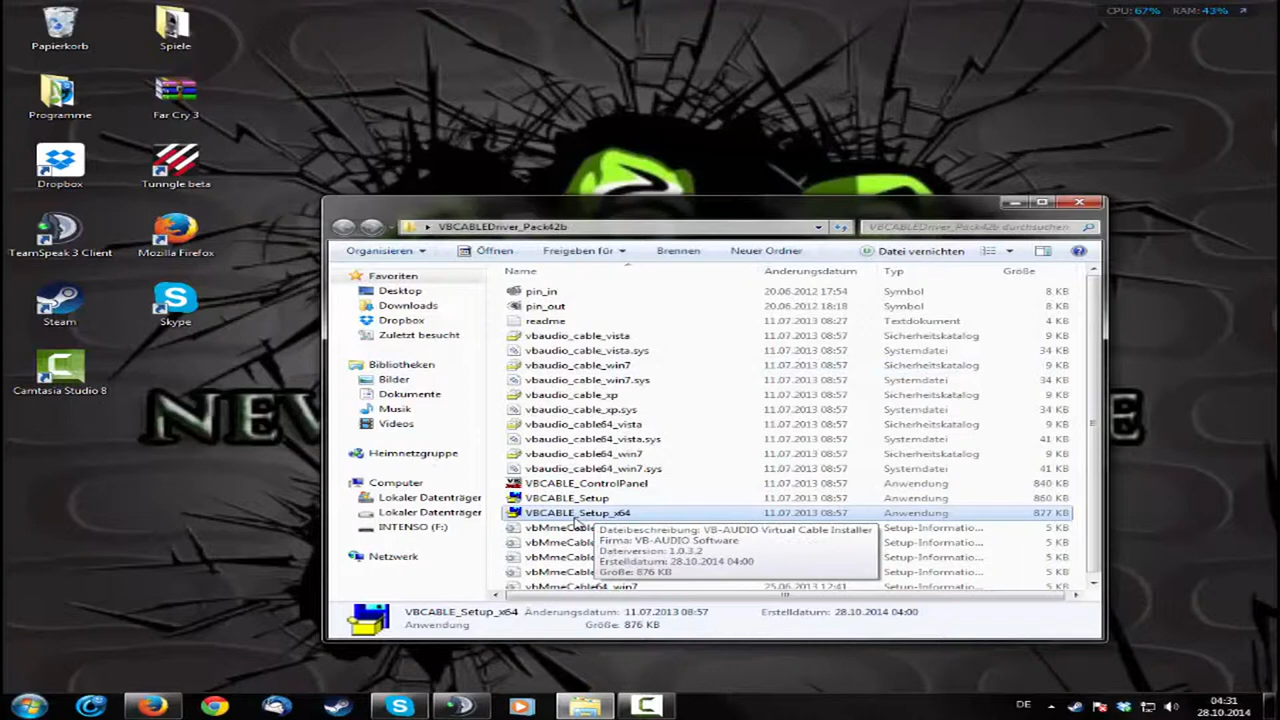 CPU: 67% RAM: 43%
Papierkorb
Spiele
Programme
Far Cry 3
Dropbox
Tunngle beta
TeamSpeak 3 Client
Mozilla Firefox
Steam
Skype
Camtasia Studio 8
VBCABLEDriver_Pack42b
VBCABLEDriver_Pack42b durchsuchen
Organisieren Öffnen Freigeben für Brennen Neuer Ordner Datei vernichten
Favoriten
Desktop
Downloads
Dropbox
Zuletzt besucht
Bibliotheken
Bilder
Dokumente
Musik
Videos
Heimnetzgruppe
Computer
Lokaler Datenträger
Lokaler Datenträger
INTENSO (F:)
Netzwerk
Name Änderungsdatum Typ Größe
pin_in 20.06.2012 17:54 Symbol 8 KB
pin_out 20.06.2012 18:18 Symbol 8 KB
readme 11.07.2013 08:27 Textdokument 4 KB
vbaudio_cable_vista 11.07.2013 08:57 Sicherheitskatalog 9 KB
vbaudio_cable_vista.sys 11.07.2013 08:57 Systemdatei 34 KB
vbaudio_cable_win7 11.07.2013 08:57 Sicherheitskatalog 9 KB
vbaudio_cable_win7.sys 11.07.2013 08:57 Systemdatei 34 KB
vbaudio_cable_xp 11.07.2013 08:57 Sicherheitskatalog 9 KB
vbaudio_cable_xp.sys 11.07.2013 08:57 Systemdatei 34 KB
vbaudio_cable64_vista 11.07.2013 08:57 Sicherheitskatalog 9 KB
vbaudio_cable64_vista.sys 11.07.2013 08:57 Systemdatei 41 KB
vbaudio_cable64_win7 11.07.2013 08:57 Sicherheitskatalog 9 KB
vbaudio_cable64_win7.sys 11.07.2013 08:57 Systemdatei 41 KB
VBCABLE_ControlPanel 11.07.2013 08:57 Anwendung 840 KB
VBCABLE_Setup 11.07.2013 08:57 Anwendung 860 KB
VBCABLE_Setup_x64 11.07.2013 08:57 Anwendung 877 KB
Setup-Informatio... 5 KB
Setup-Informatio... 5 KB
Setup-Informatio... 5 KB
Setup-Informatio... 5 KB
vbMmeCable64_win7 25.06.2013 12:41 Setup-Informatio... 5 KB
Dateibeschreibung: VB-AUDIO Virtual Cable Installer
Firma: VB-AUDIO Software
Dateiversion: 1.0.3.2
Erstelldatum: 28.10.2014 04:00
Größe: 876 KB
VBCABLE_Setup_x64 Änderungsdatum: 11.07.2013 08:57 Erstelldatum: 28.10.2014 04:00
Anwendung Größe: 876 KB
DE
04:31
28.10.2014